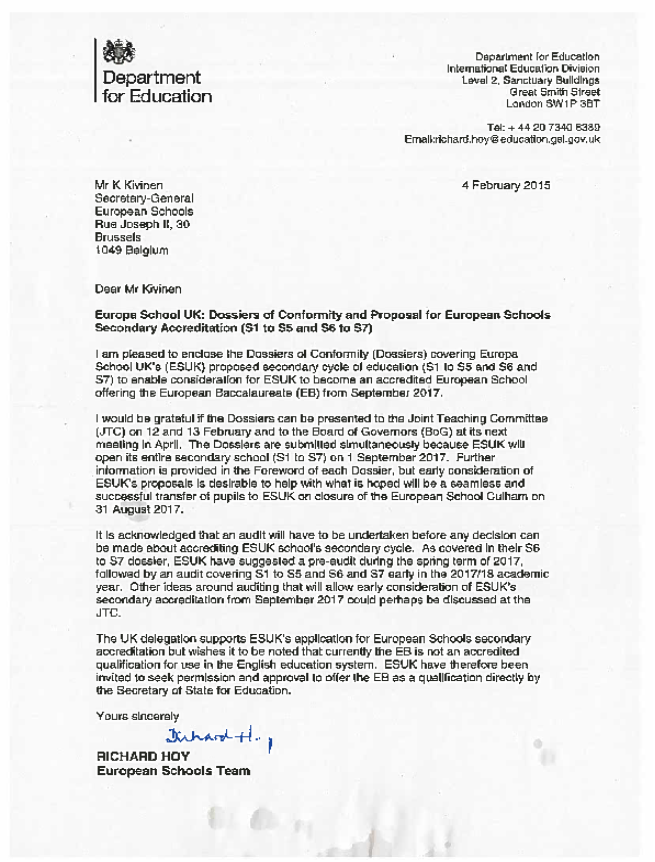 Department
for Education
Department for Education
International Education Division
Level 2, Sanctuary Buildings
Great Smith Street
London SW1P 3BT
Tel: + 44 20 7340 8389
Email:richard.hoy@education.gsi.gov.uk
Mr K Kivinen
Secretary-General
European Schools
Rue Joseph II, 30
Brussels
1049 Belgium
4 February 2015
Dear Mr Kivinen
Europa School UK: Dossiers of Conformity and Proposal for European Schools
Secondary Accreditation (S1 to S5 and S6 to S7)
I am pleased to enclose the Dossiers of Conformity (Dossiers) covering Europa
School UK's (ESUK) proposed secondary cycle of education (S1 to S5 and S6 and
S7) to enable consideration for ESUK to become an accredited European School
offering the European Baccalaureate (EB) from September 2017.
I would be grateful if the Dossiers can be presented to the Joint Teaching Committee
(JTC) on 12 and 13 February and to the Board of Governors (BoG) at its next
meeting in April. The Dossiers are submitted simultaneously because ESUK will
open its entire secondary school (S1 to S7) on 1 September 2017. Further
information is provided in the Foreword of each Dossier, but early consideration of
ESUK's proposals is desirable to help with what is hoped will be a seamless and
successful transfer of pupils to ESUK on closure of the European School Culham on
31 August 2017.
It is acknowledged that an audit will have to be undertaken before any decision can
be made about accrediting ESUK school's secondary cycle. As covered in their S6
to S7 dossier, ESUK have suggested a pre-audit during the spring term of 2017,
followed by an audit covering S1 to S5 and S6 and S7 early in the 2017/18 academic
year. Other ideas around auditing that will allow early consideration of ESUK's
secondary accreditation from September 2017 could perhaps be discussed at the
JTC.
The UK delegation supports ESUK's application for European Schools secondary
accreditation but wishes it to be noted that currently the EB is not an accredited
qualification for use in the English education system. ESUK have therefore been
invited to seek permission and approval to offer the EB as a qualification directly by
the Secretary of State for Education.
Yours sincerely
Richard H
RICHARD HOY
European Schools Team